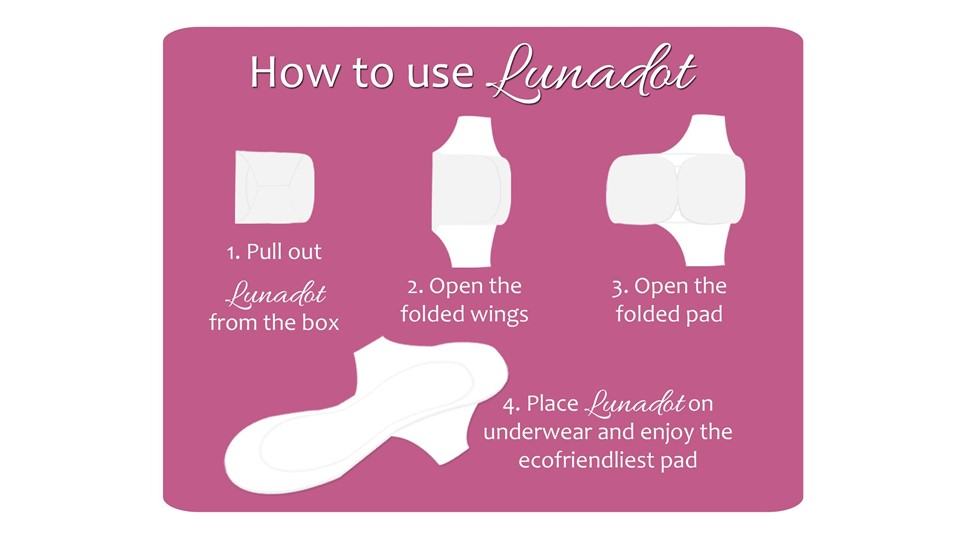 How to use Lunadot
1. Pull out
Lunadot
from the box
2. Open the
folded wings
3. Open the
folded pad
4. Place Lunadot on
underwear and enjoy the
ecofriendliest pad